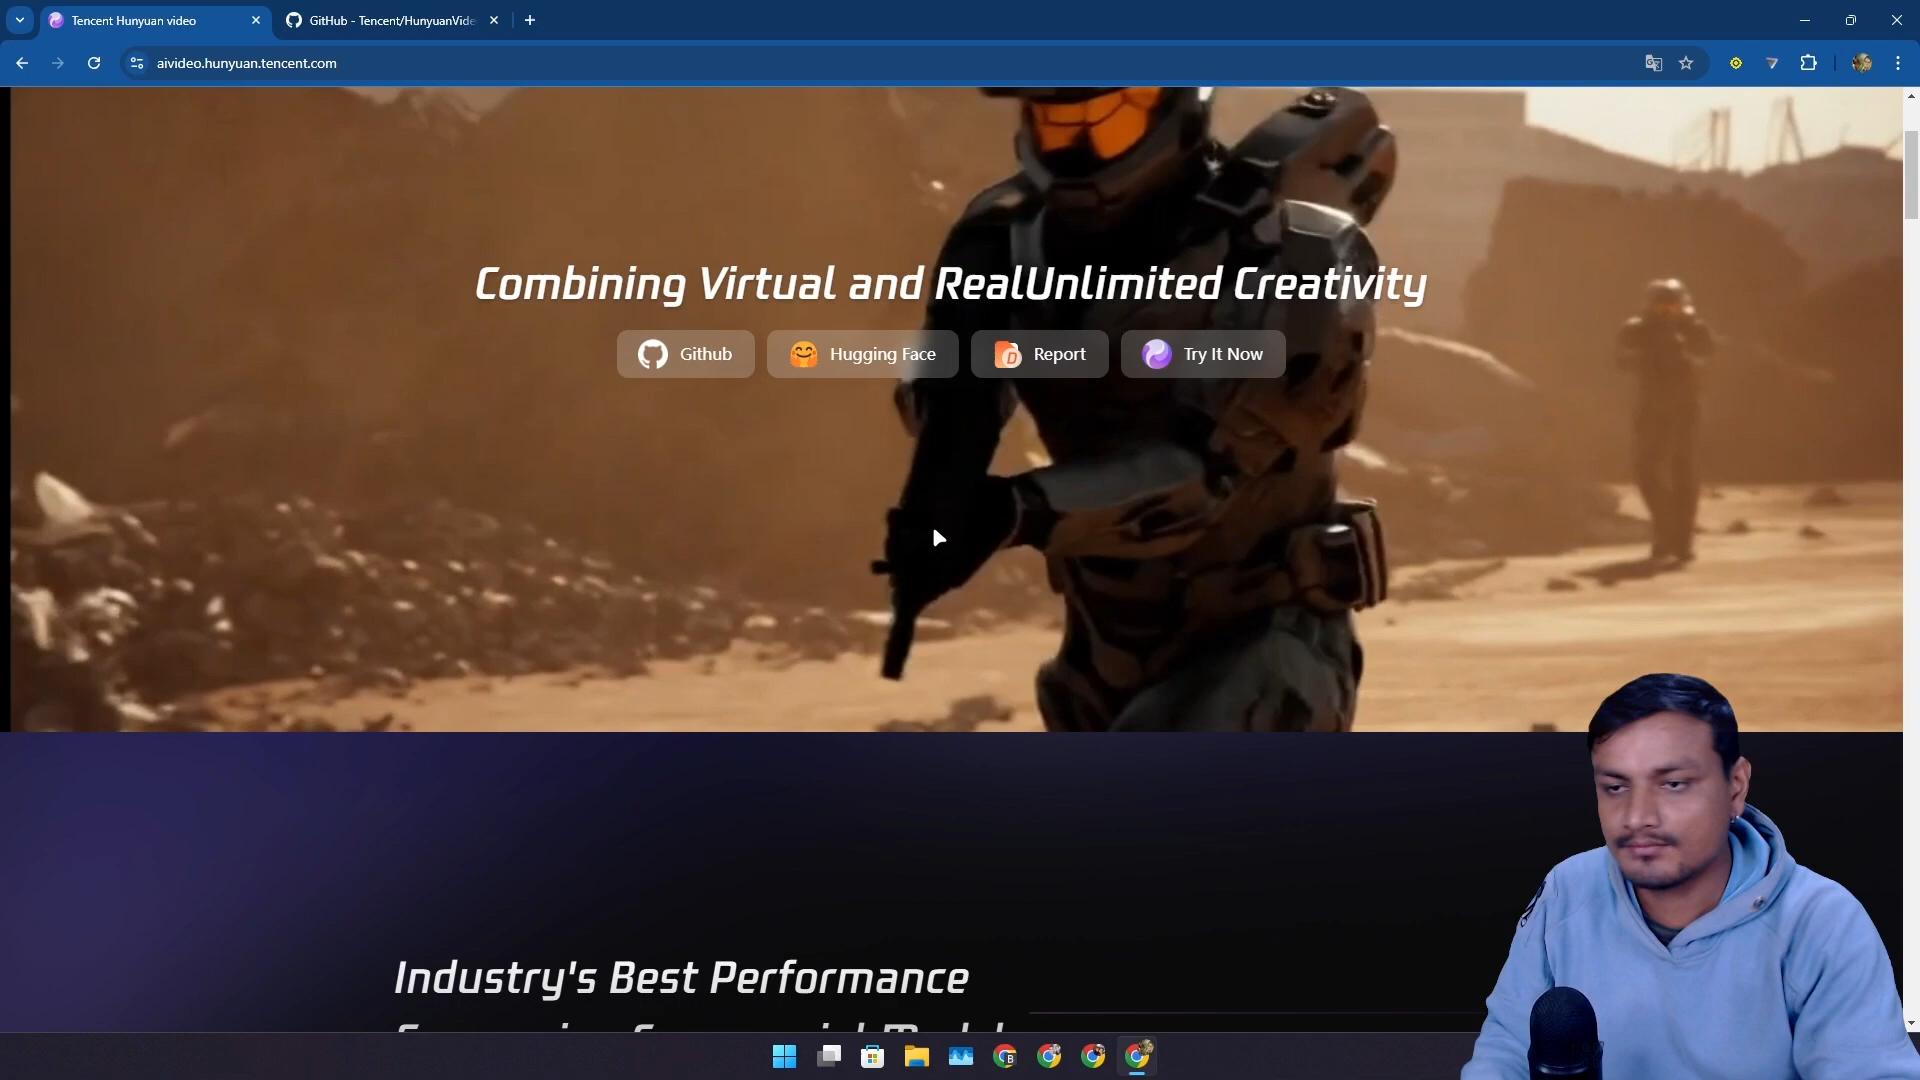 Tencent Hunyuan video
GitHub - Tencent/HunyuanVide
aivideo.hunyuan.tencent.com
Combining Virtual and RealUnlimited Creativity
Github
Hugging Face
Report
Try It Now
Industry's Best Performance